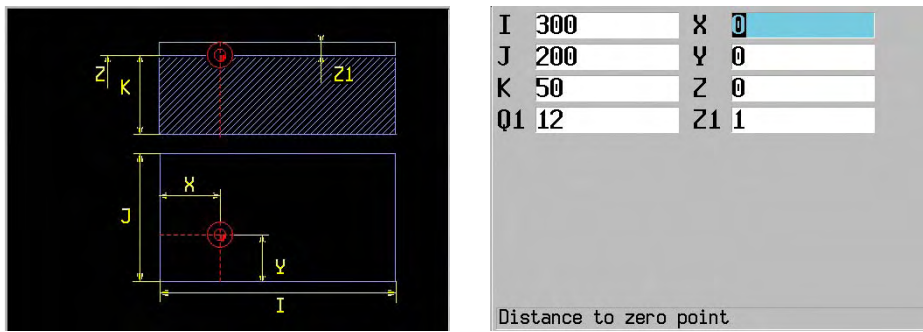 Z
K
Z1
J
X
Y
I
I 300 X 0
J 200 Y 0
K 50 Z 0
Q1 12 Z1 1
Distance to zero point